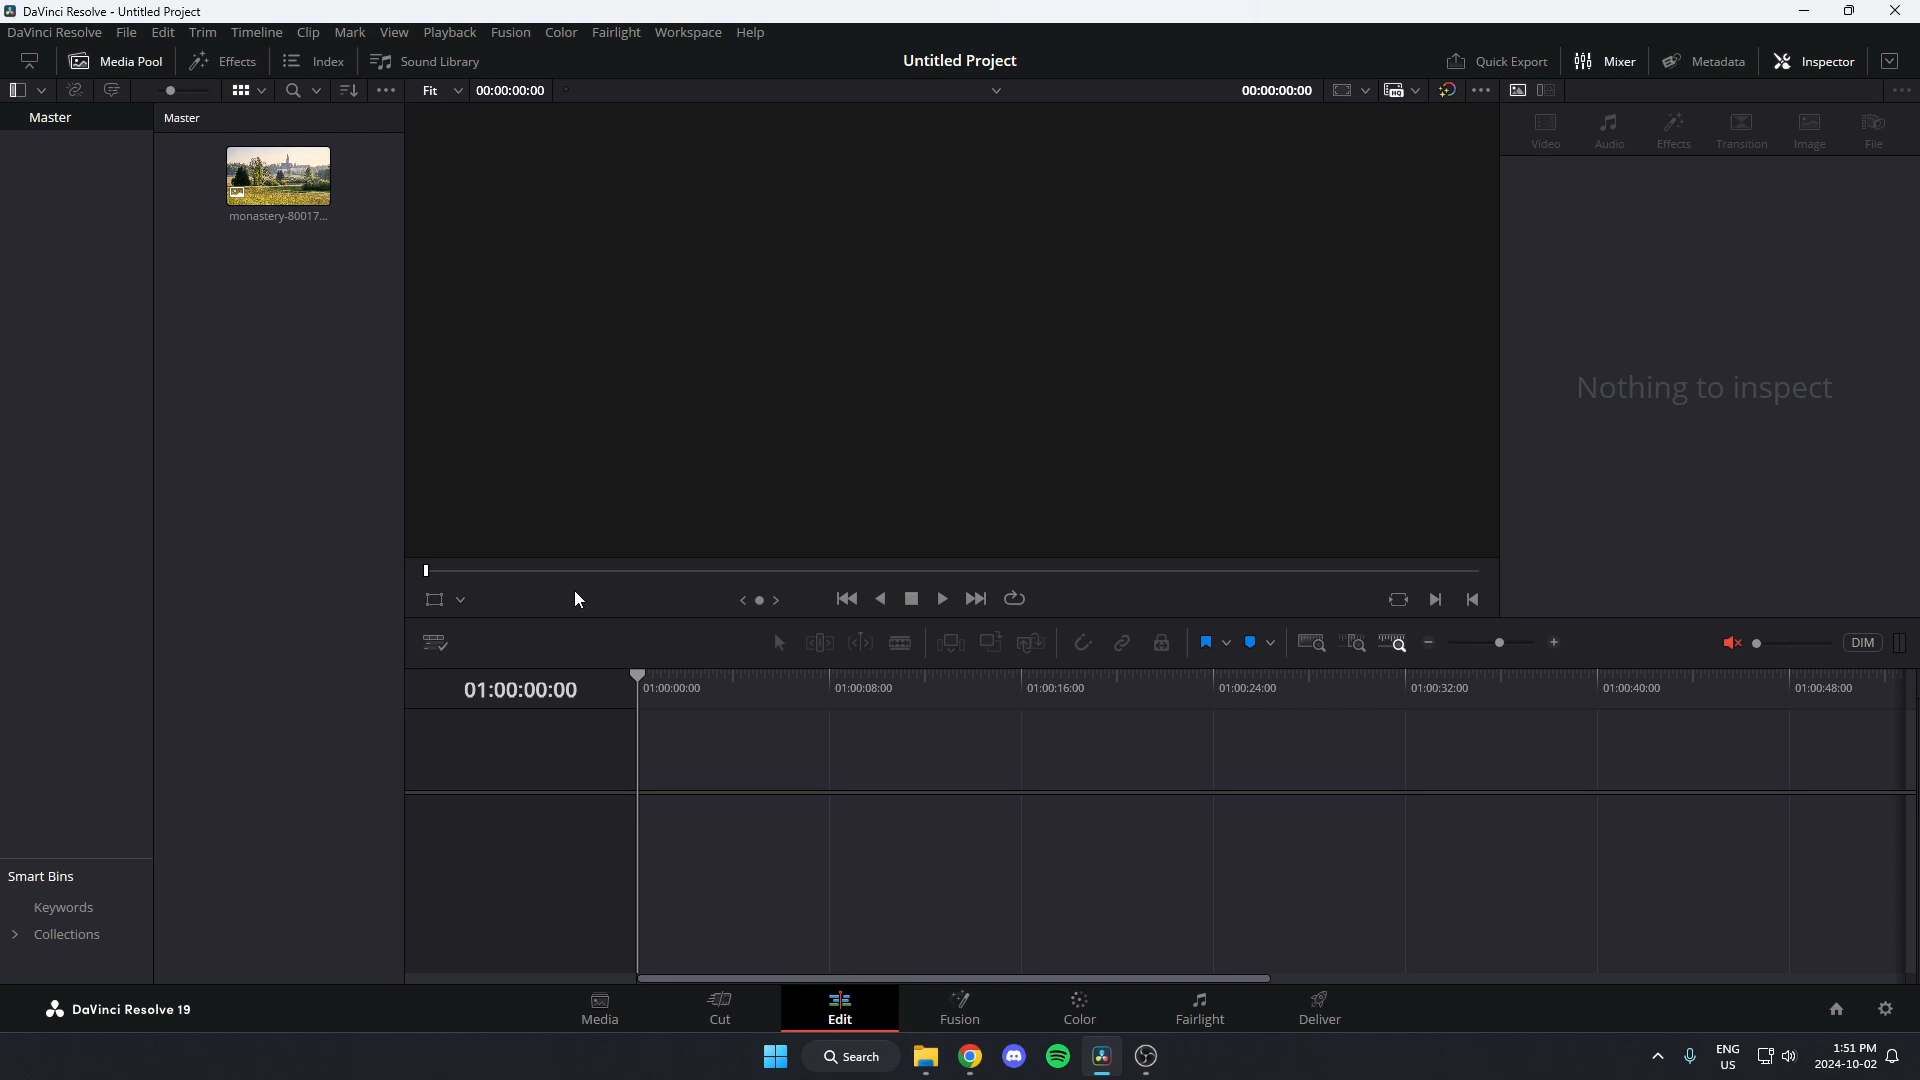 DaVinci Resolve - Untitled Project
DaVinci Resolve File Edit Trim Timeline Clip Mark View Playback Fusion Color Fairlight Workspace Help
Media Pool Effects Index Sound Library Untitled Project Quick Export Mixer Metadata Inspector
Fit 00:00:00:00 00:00:00:00
Master Master
Video Audio Effects Transition Image File
monastery-80017...
Nothing to inspect
DIM
01:00:00:00 01:00:00:00 01:00:08:00 01:00:16:00 01:00:24:00 01:00:32:00 01:00:40:00 01:00:48:00
Smart Bins
Keywords
Collections
DaVinci Resolve 19 Media Cut Edit Fusion Color Fairlight Deliver
Search ENG US 1:51 PM 2024-10-02